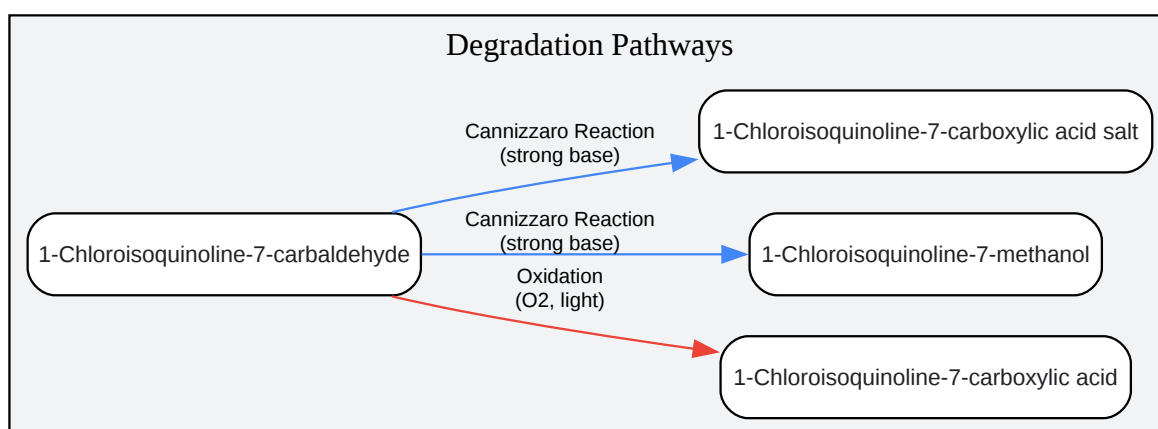 Degradation Pathways
Cannizzaro Reaction
(strong base)
1-Chloroisoquinoline-7-carboxylic acid salt
1-Chloroisoquinoline-7-carbaldehyde
Cannizzaro Reaction
(strong base)
1-Chloroisoquinoline-7-methanol
Oxidation
(O2, light)
1-Chloroisoquinoline-7-carboxylic acid